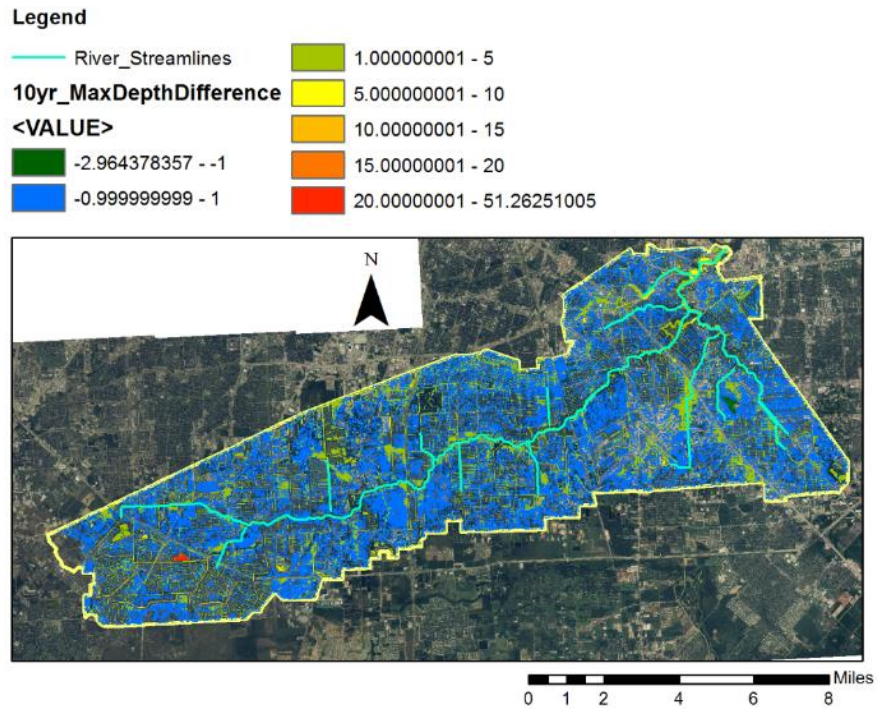 Legend
River_Streamlines
10yr_MaxDepthDifference
<VALUE>
-2.964378357 - -1
-0.999999999 - 1
1.000000001 - 5
5.000000001 - 10
10.00000001 - 15
15.00000001 - 20
20.00000001 - 51.26251005
N
Miles
0 1 2 4 6 8